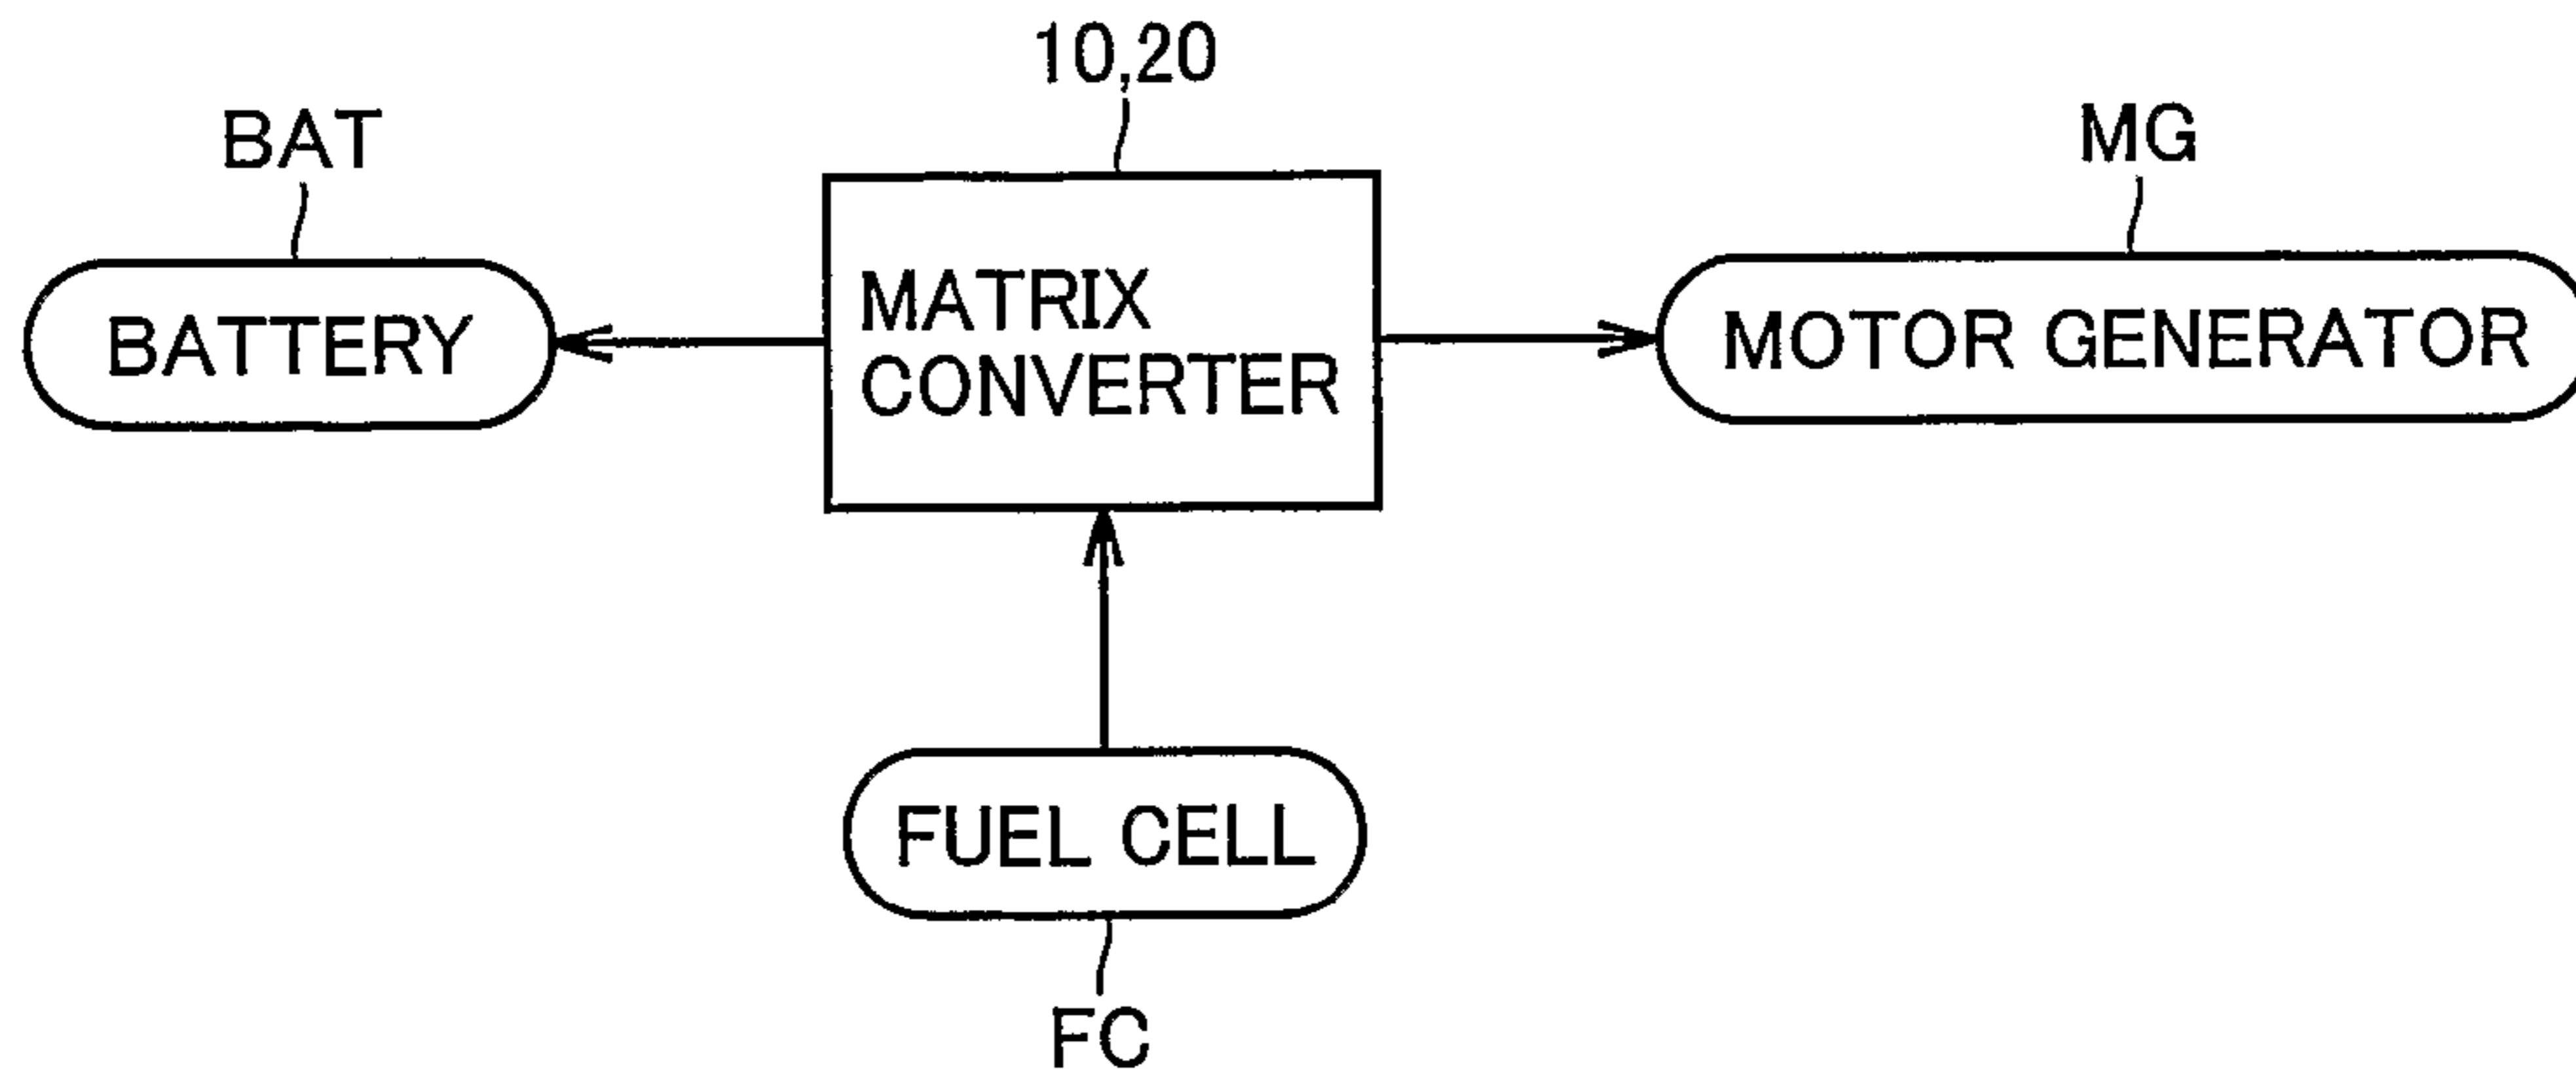 10,20
BAT
MG
MATRIX
CONVERTER
BATTERY
MOTOR GENERATOR
FUEL CELL
FC